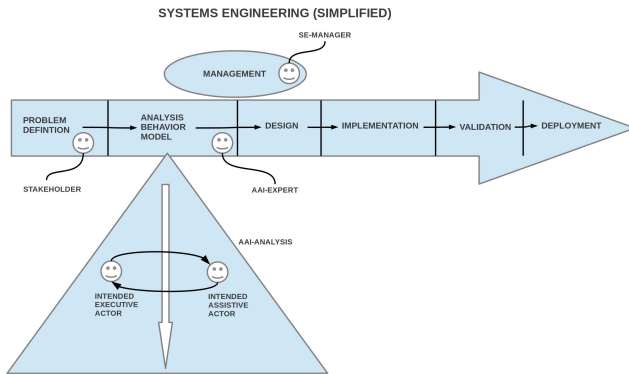 SYSTEMS ENGINEERING (SIMPLIFIED)
SE-MANAGER
MANAGEMENT
PROBLEM
DEFINTION
ANALYSIS
BEHAVIOR
MODEL
DESIGN
IMPLEMENTATION
VALIDATION
DEPLOYMENT
STAKEHOLDER
AAI-EXPERT
AAI-ANALYSIS
INTENDED
EXECUTIVE
ACTOR
INTENDED
ASSISTIVE
ACTOR